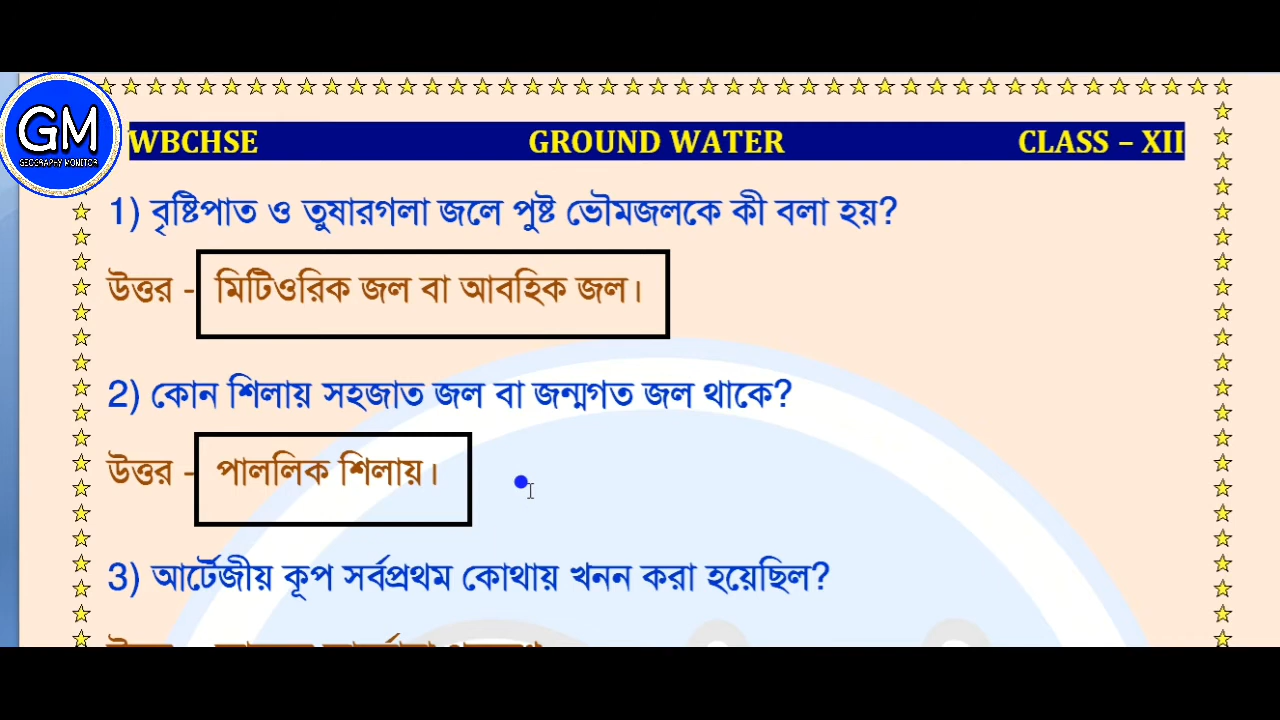 GM
GEOGRAPHY MONITOR
WBCHSE GROUND WATER CLASS – XII
1) বৃষ্টিপাত ও তুষারগলা জলে পুষ্ট ভৌমজলকে কী বলা হয়?
উত্তর - মিটিওরিক জল বা আবহিক জল।
2) কোন শিলায় সহজাত জল বা জন্মগত জল থাকে?
উত্তর - পাললিক শিলায়।
3) আর্টেজীয় কূপ সর্বপ্রথম কোথায় খনন করা হয়েছিল?